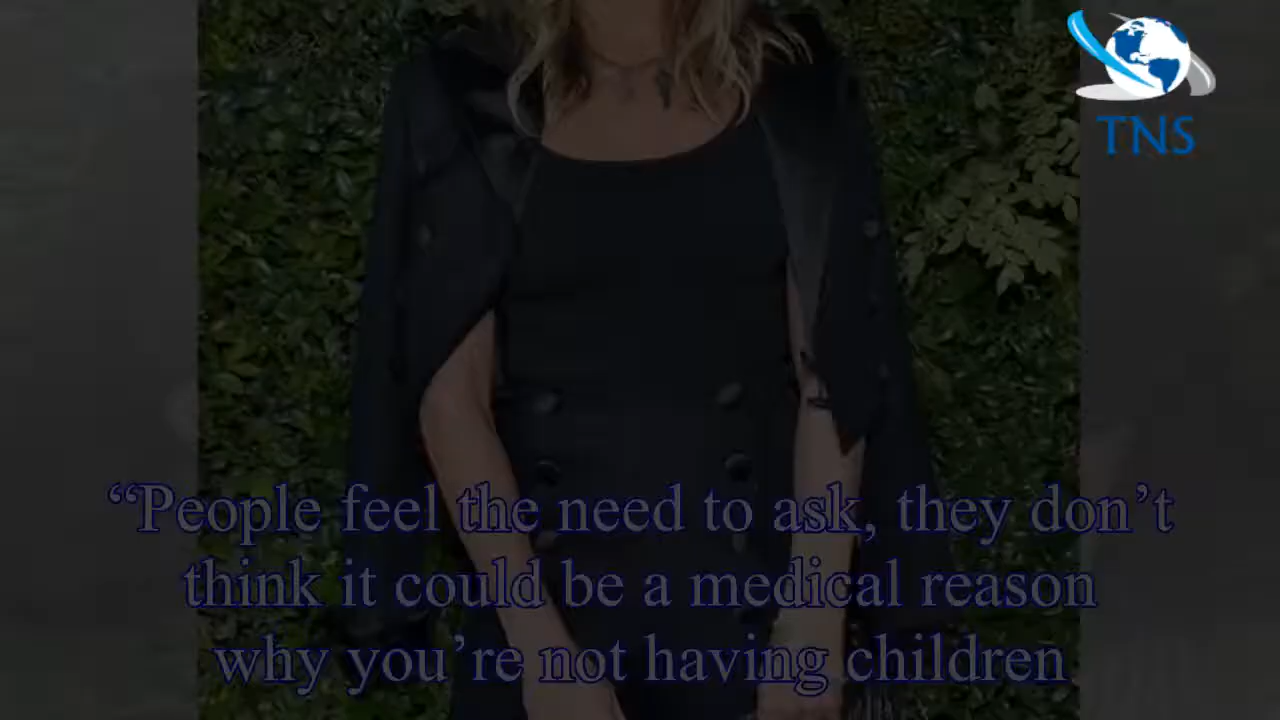 TNS
“People feel the need to ask, they don’t
think it could be a medical reason
why you’re not having children